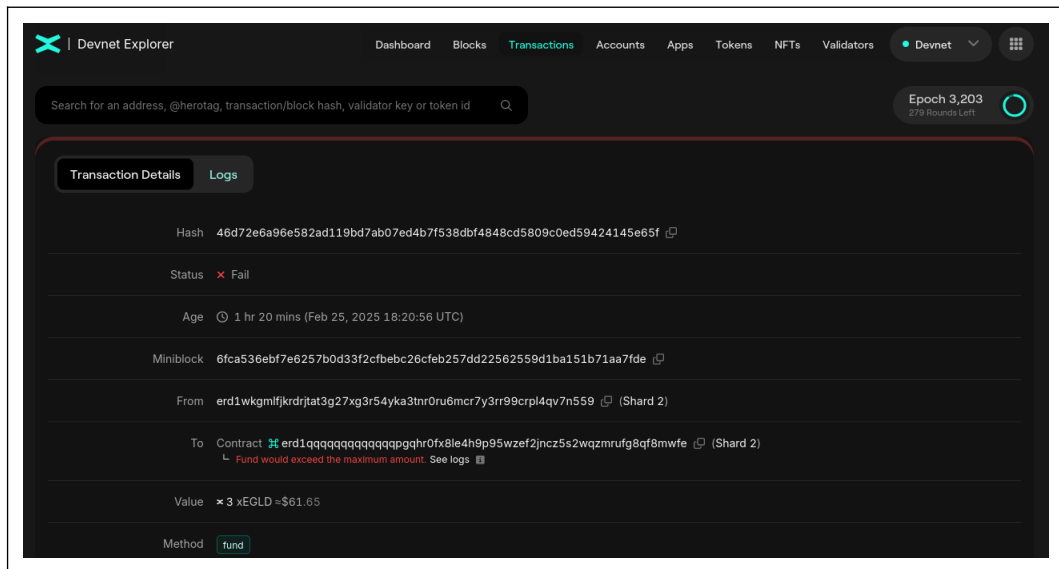 | Devnet Explorer
Dashboard Blocks Transactions Accounts Apps Tokens NFTs Validators Devnet
Search for an address, @herotag, transaction/block hash, validator key or token id
Epoch 3,203
279 Rounds Left
Transaction Details Logs
Hash 46d72e6a96e582ad119bd7ab07ed4b7f538dbf4848cd5809c0ed59424145e65f
Status × Fail
Age 1 hr 20 mins (Feb 25, 2025 18:20:56 UTC)
Miniblock 6fca536ebf7e6257b0d33f2cfbebc26cfeb257dd22562559d1ba151b71aa7fde
From erd1wkgmlfjkrdrjtat3g27xg3r54yka3tnr0ru6mcr7y3rr99crpl4qv7n559 (Shard 2)
To Contract erd1qqqqqqqqqqqqqpgqhr0fx8le4h9p95wzef2jncz5s2wqzmrufg8qf8mwfe (Shard 2)
Fund would exceed the maximum amount. See logs
Value 3 xEGLD ≈$61.65
Method fund